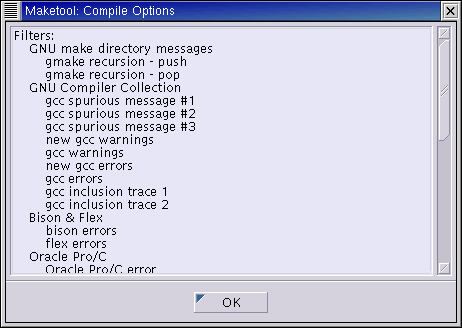 Maketool: Compile Options
Filters:
GNU make directory messages
gmake recursion - push
gmake recursion - pop
GNU Compiler Collection
gcc spurious message #1
gcc spurious message #2
gcc spurious message #3
new gcc warnings
gcc warnings
new gcc errors
gcc errors
gcc inclusion trace 1
gcc inclusion trace 2
Bison & Flex
bison errors
flex errors
Oracle Pro/C
Oracle Pro/C error
OK